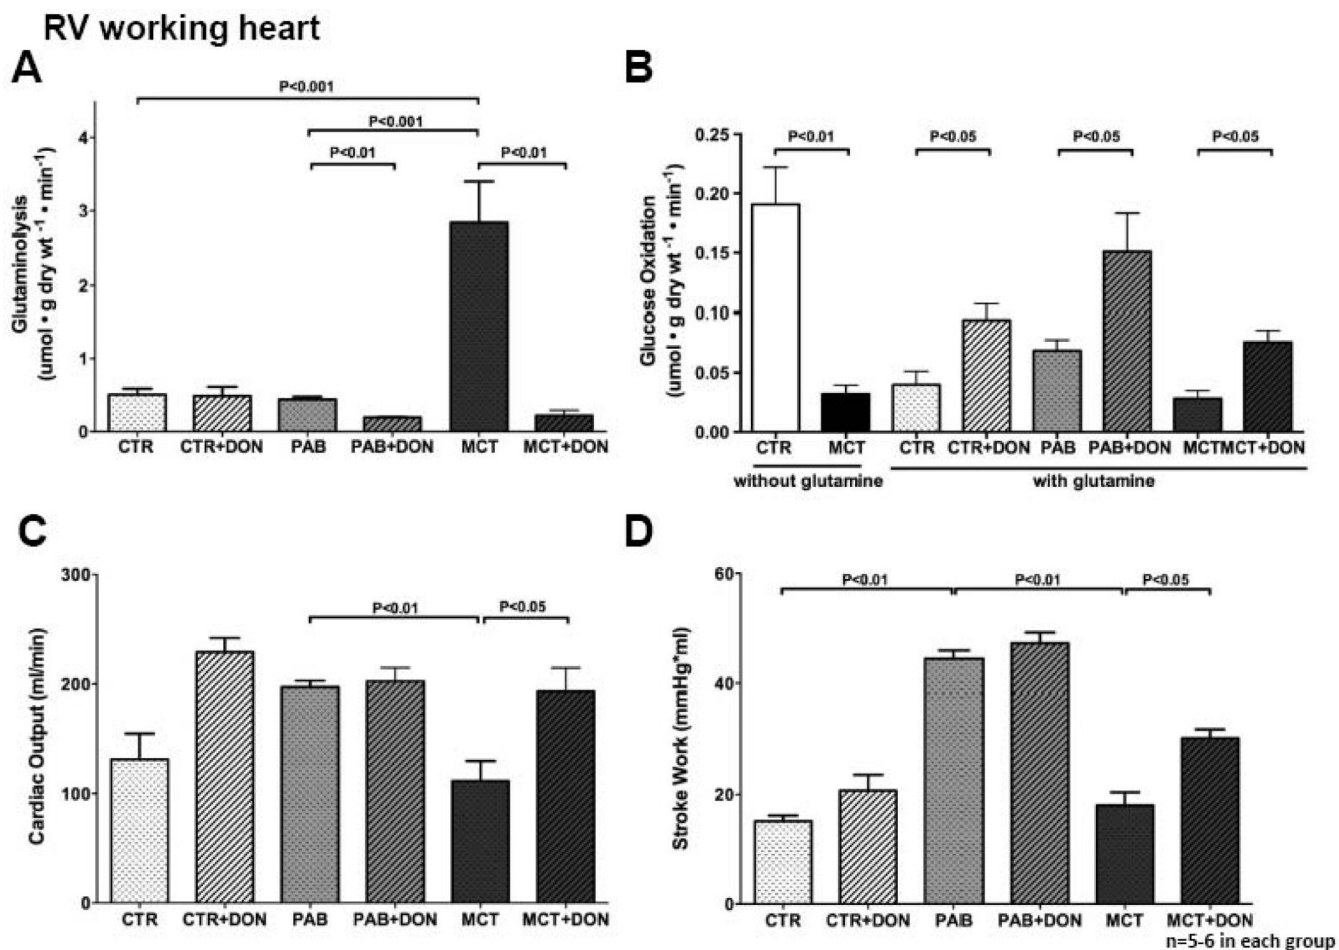 RV working heart
A
P<0.001
P<0.001
P<0.01
P<0.01
Glutaminolysis
(umol • g dry wt ⁻¹ • min⁻¹)
4
3
2
1
0
CTR CTR+DON PAB PAB+DON MCT MCT+DON
B
P<0.01 P<0.05 P<0.05 P<0.05
Glucose Oxidation
(umol • g dry wt ⁻¹ • min⁻¹)
0.25
0.20
0.15
0.10
0.05
0.00
CTR MCT CTR CTR+DON PAB PAB+DON MCTMCT+DON
without glutamine with glutamine
C
P<0.01 P<0.05
Cardiac Output (ml/min)
300
200
100
0
CTR CTR+DON PAB PAB+DON MCT MCT+DON
D
P<0.01 P<0.01 P<0.05
Stroke Work (mmHg*ml)
60
40
20
0
CTR CTR+DON PAB PAB+DON MCT MCT+DON
n=5-6 in each group